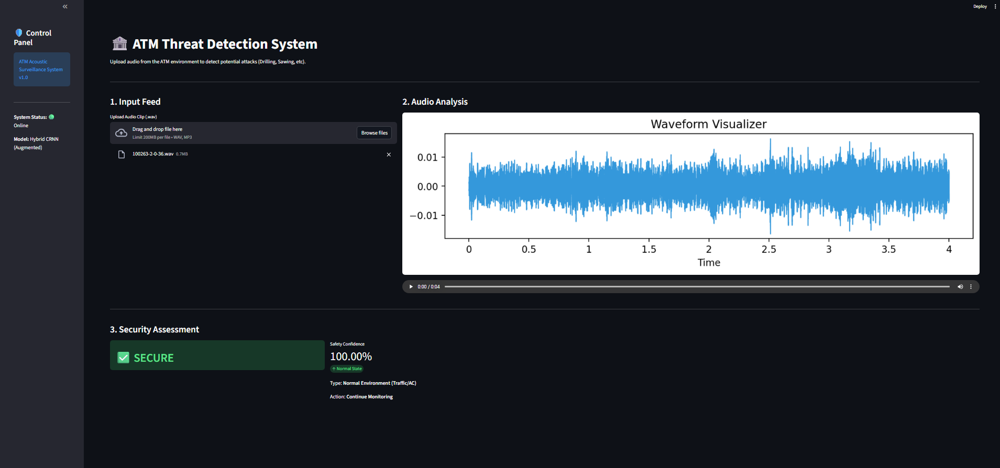 Control
Panel
ATM Acoustic
Surveillance System
v1.0
System Status:
Online
Model: Hybrid CRNN
(Augmented)
Deploy
ATM Threat Detection System
Upload audio from the ATM environment to detect potential attacks (Drilling, Sawing, etc).
1. Input Feed
Upload Audio Clip (.wav)
Drag and drop file here
Limit 200MB per file • WAV, MP3
Browse files
100263-2-0-36.wav 0.7MB
2. Audio Analysis
Waveform Visualizer
0.01
0.00
−0.01
0 0.5 1 1.5 2 2.5 3 3.5 4
Time
0:00 / 0:04
3. Security Assessment
SECURE
Safety Confidence
100.00%
↑ Normal State
Type: Normal Environment (Traffic/AC)
Action: Continue Monitoring